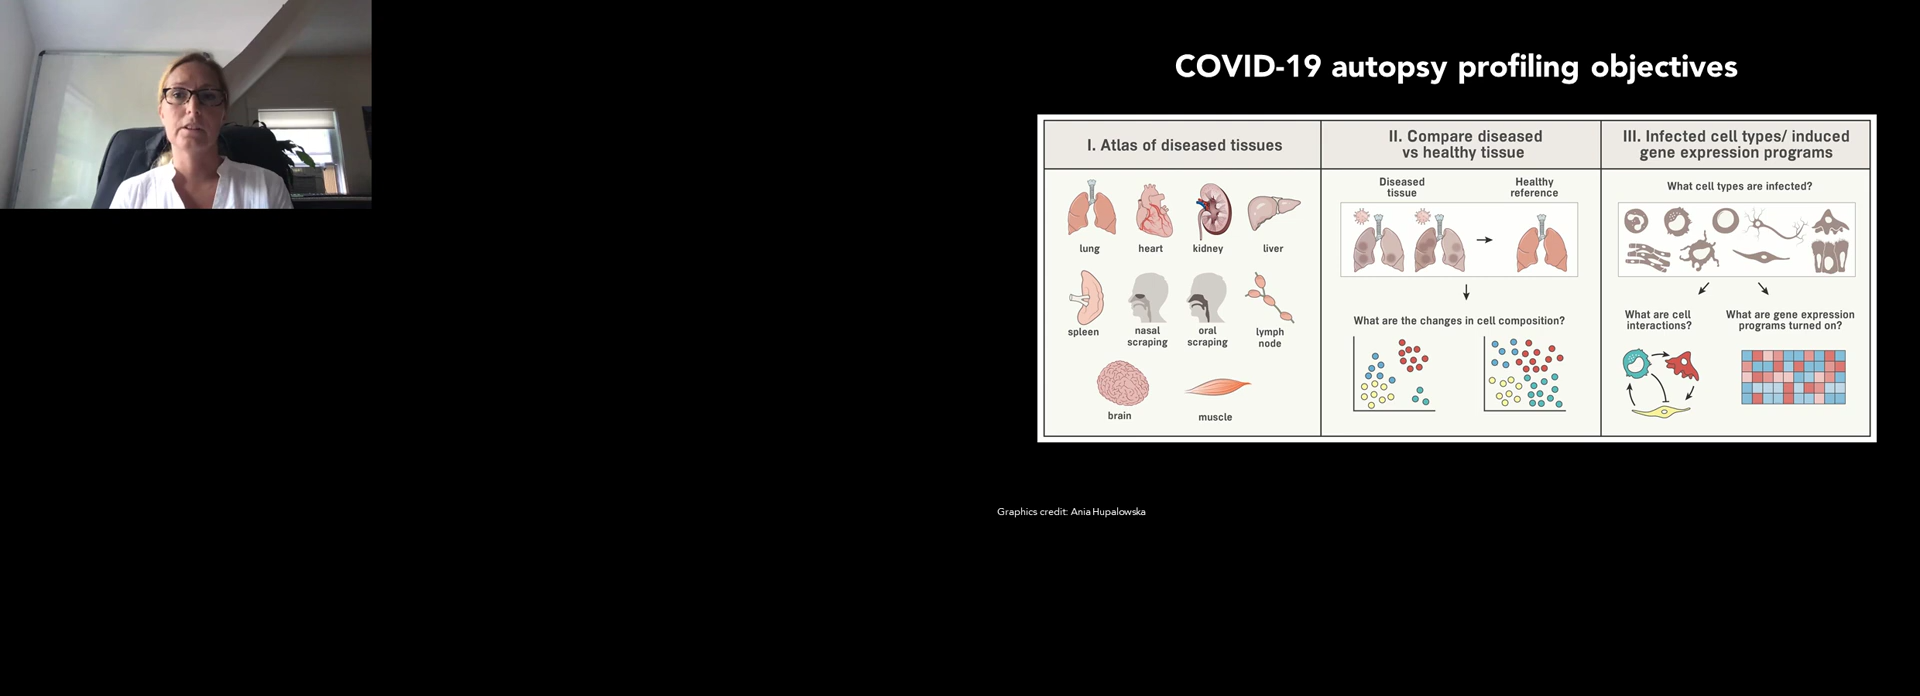 COVID-19 autopsy profiling objectives
I. Atlas of diseased tissues
lung
heart
kidney
liver
spleen
nasal
scraping
oral
scraping
lymph
node
brain
muscle
II. Compare diseased
vs healthy tissue
Diseased
tissue
Healthy
reference
What are the changes in cell composition?
III. Infected cell types/ induced
gene expression programs
What cell types are infected?
What are cell
interactions?
What are gene expression
programs turned on?
Graphics credit: Ania Hupalowska